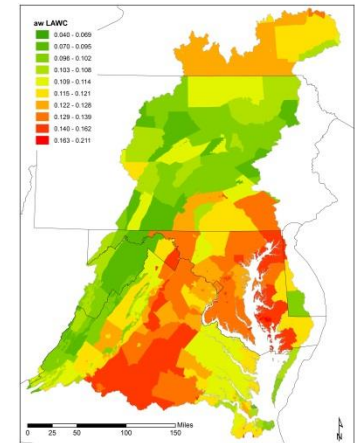 aw LAWC
0.040 - 0.069
0.070 - 0.095
0.096 - 0.102
0.103 - 0.108
0.109 - 0.114
0.115 - 0.121
0.122 - 0.128
0.129 - 0.139
0.140 - 0.162
0.163 - 0.211
Miles
0 25 50 100 150
N